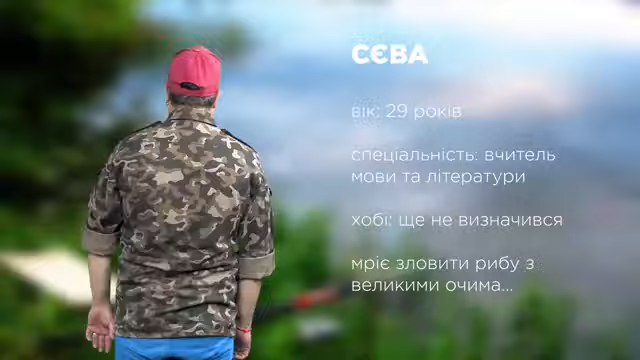 СЄВА
вік: 29 років
спеціальність: вчитель
мови та літератури
хобі: ще не визначився
мріє зловити рибу з
великими очима...